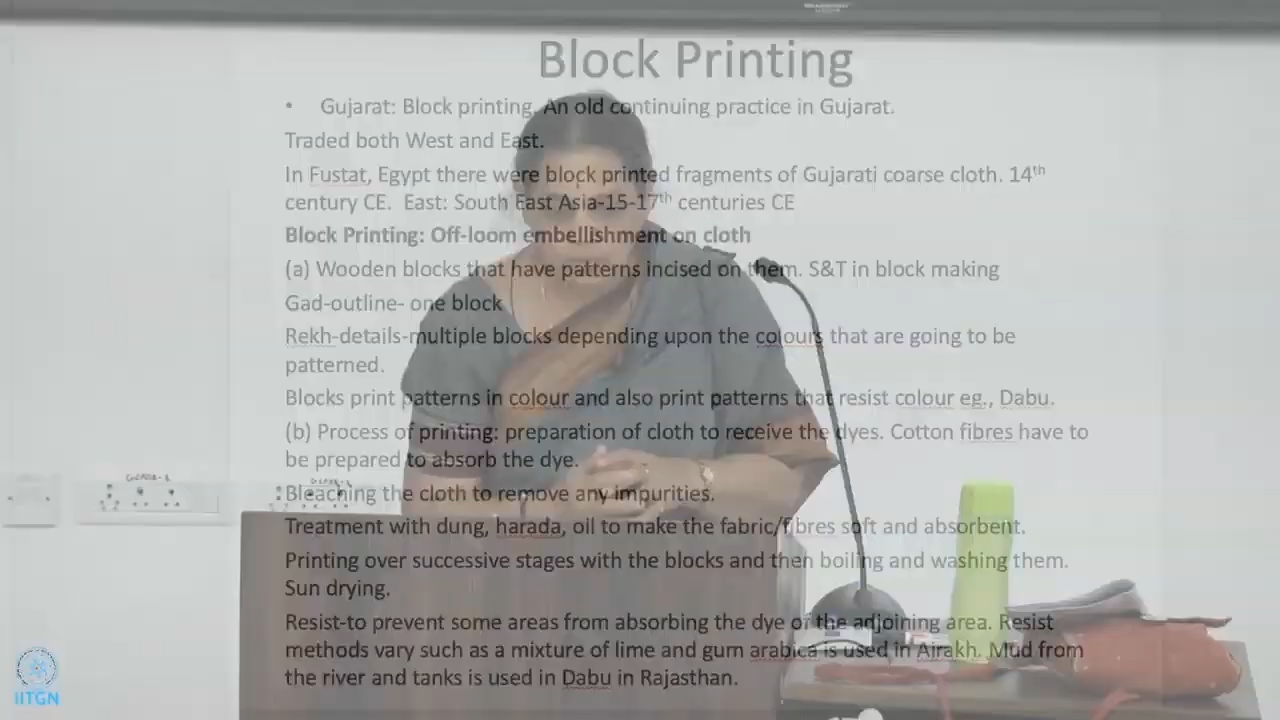 Block Printing
• Gujarat: Block printing. An old continuing practice in Gujarat.
Traded both West and East.
In Fustat, Egypt there were block printed fragments of Gujarati coarse cloth. 14th
century CE. East: South East Asia-15-17th centuries CE
Block Printing: Off-loom embellishment on cloth
(a) Wooden blocks that have patterns incised on them. S&T in block making
Gad-outline- one block
Rekh-details-multiple blocks depending upon the colours that are going to be
patterned.
Blocks print patterns in colour and also print patterns that resist colour eg., Dabu.
(b) Process of printing: preparation of cloth to receive the dyes. Cotton fibres have to
be prepared to absorb the dye.
Bleaching the cloth to remove any impurities.
Treatment with dung, harada, oil to make the fabric/fibres soft and absorbent.
Printing over successive stages with the blocks and then boiling and washing them.
Sun drying.
Resist-to prevent some areas from absorbing the dye of the adjoining area. Resist
methods vary such as a mixture of lime and gum arabica is used in Ajrakh. Mud from
the river and tanks is used in Dabu in Rajasthan.
IITGN